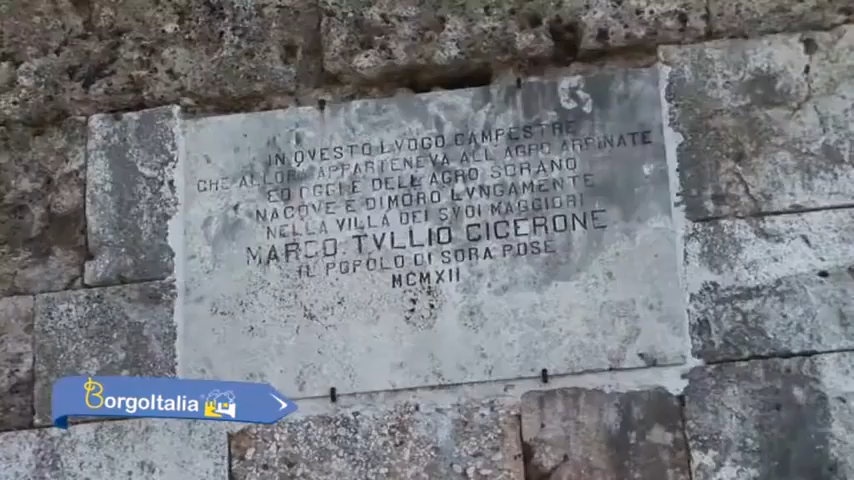 IN QVESTO LVOGO CAMPESTRE
CHE ALLOR APPARTENEVA ALL' AGRO ARPINATE
ED OGGI È DELL' AGRO SORANO
NACQVE E DIMORÒ LVNGAMENTE
NELLA VILLA DEI SVOI MAGGIORI
MARCO TVLLIO CICERONE
IL POPOLO DI SORA POSE
MCMXII
BorgoItalia